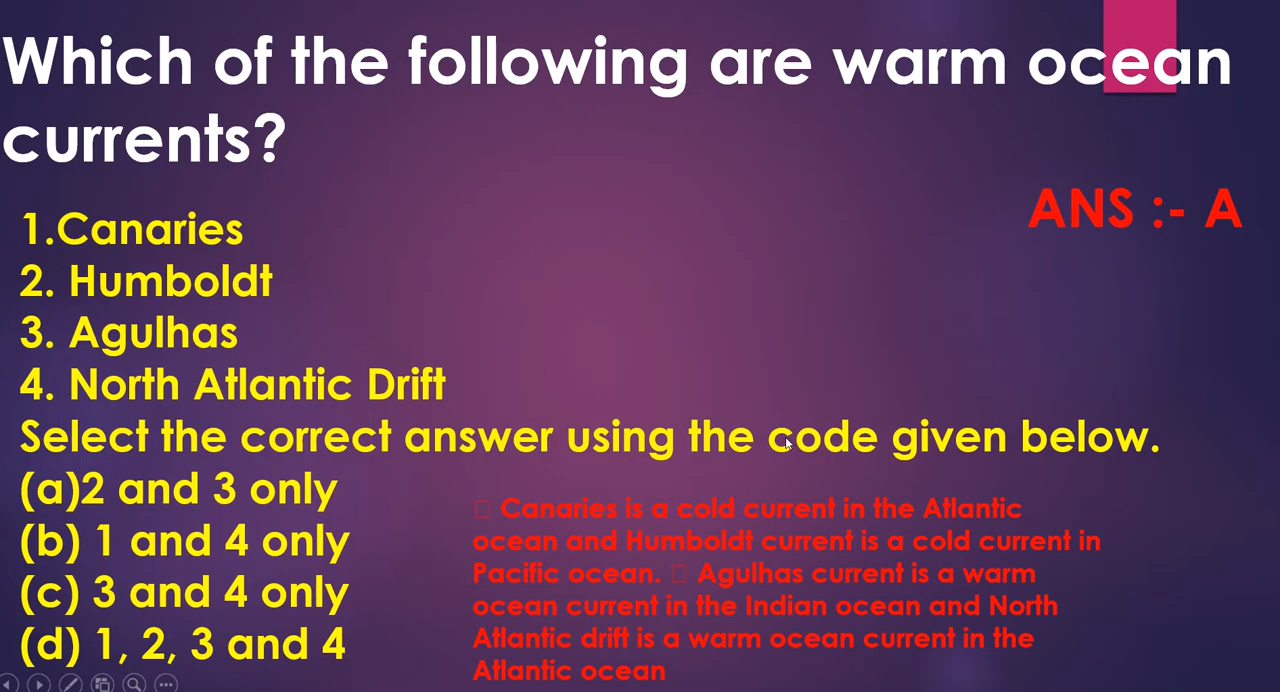 Which of the following are warm ocean
currents?
ANS :- A
1.Canaries
2. Humboldt
3. Agulhas
4. North Atlantic Drift
Select the correct answer using the code given below.
(a)2 and 3 only
(b) 1 and 4 only
(c) 3 and 4 only
(d) 1, 2, 3 and 4
Canaries is a cold current in the Atlantic
ocean and Humboldt current is a cold current in
Pacific ocean. Agulhas current is a warm
ocean current in the Indian ocean and North
Atlantic drift is a warm ocean current in the
Atlantic ocean